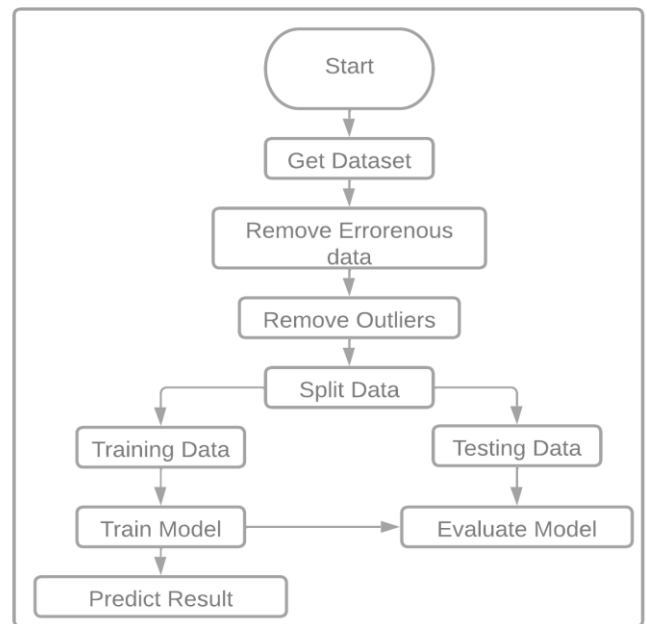 Start
Get Dataset
Remove Errorenous
data
Remove Outliers
Split Data
Training Data
Testing Data
Train Model
Evaluate Model
Predict Result